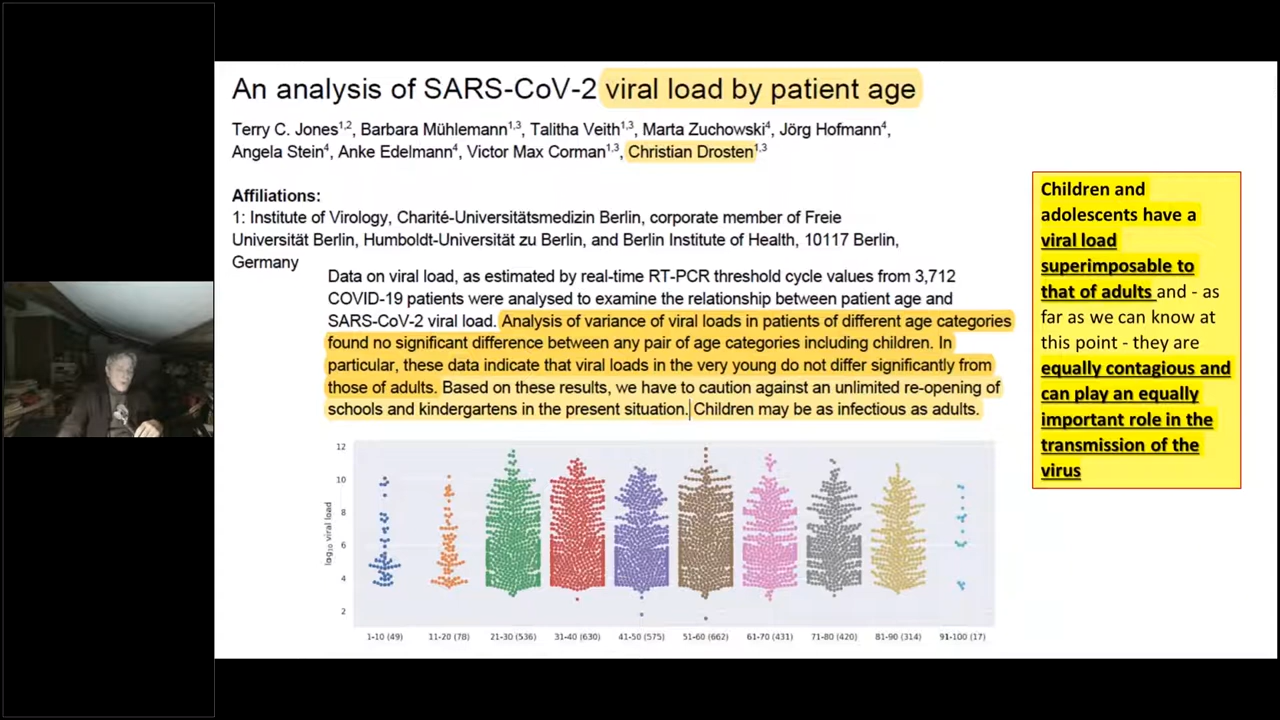 An analysis of SARS-CoV-2 viral load by patient age
Terry C. Jones1,2, Barbara Mühlemann1,3, Talitha Veith1,3, Marta Zuchowski4, Jörg Hofmann4,
Angela Stein4, Anke Edelmann4, Victor Max Corman1,3, Christian Drosten1,3
Affiliations:
1: Institute of Virology, Charité-Universitätsmedizin Berlin, corporate member of Freie
Universität Berlin, Humboldt-Universität zu Berlin, and Berlin Institute of Health, 10117 Berlin,
Germany
Data on viral load, as estimated by real-time RT-PCR threshold cycle values from 3,712
COVID-19 patients were analysed to examine the relationship between patient age and
SARS-CoV-2 viral load. Analysis of variance of viral loads in patients of different age categories
found no significant difference between any pair of age categories including children. In
particular, these data indicate that viral loads in the very young do not differ significantly from
those of adults. Based on these results, we have to caution against an unlimited re-opening of
schools and kindergartens in the present situation. Children may be as infectious as adults.
12
10
8
6
4
2
log10 viral load
1-10 (49) 11-20 (78) 21-30 (536) 31-40 (630) 41-50 (575) 51-60 (662) 61-70 (431) 71-80 (420) 81-90 (314) 91-100 (17)
Children and
adolescents have a
viral load
superimposable to
that of adults and - as
far as we can know at
this point - they are
equally contagious and
can play an equally
important role in the
transmission of the
virus